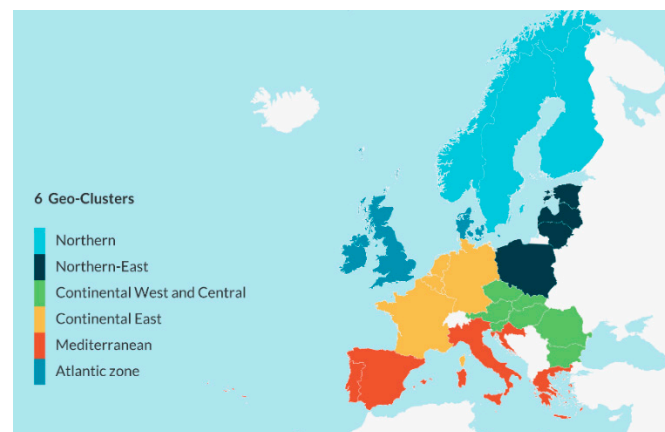 6 Geo-Clusters
Northern
Northern-East
Continental West and Central
Continental East
Mediterranean
Atlantic zone